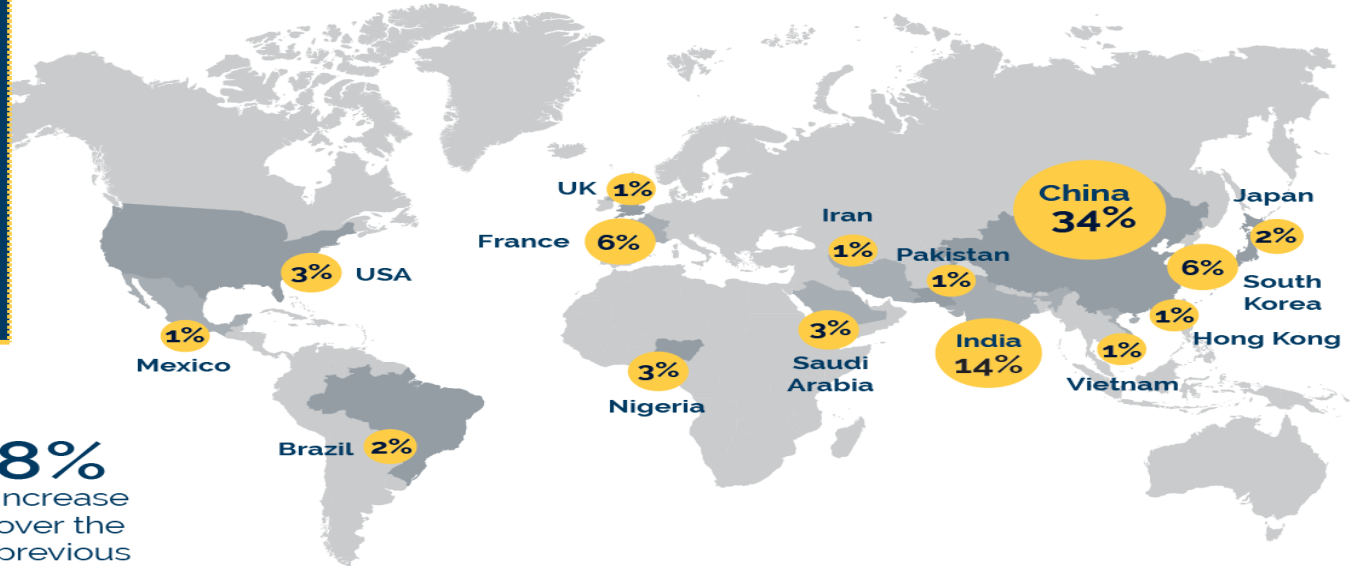 UK 1%
France 6%
3% USA
1%
Mexico
Brazil 2%
3%
Nigeria
3%
Saudi
Arabia
Iran
1%
Pakistan
1%
India
14%
China
34%
Japan
2%
6%
South
Korea
1%
Hong Kong
1%
Vietnam
8%
over the
previous